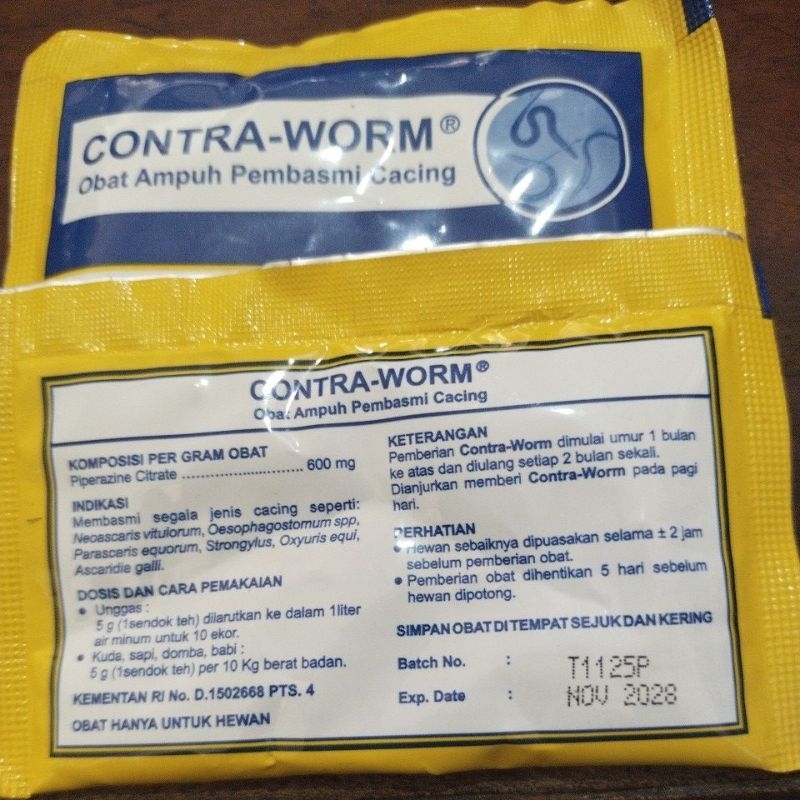 CONTRA-WORM®
Obat Ampuh Pembasmi Cacing
CONTRA-WORM®
Obat Ampuh Pembasmi Cacing
KOMPOSISI PER GRAM OBAT
Piperazine Citrate ........................... 600 mg
INDIKASI
Membasmi segala jenis cacing seperti:
Neoascaris vitulorum, Oesophagostomum spp,
Parascaris equorum, Strongylus, Oxyuris equi,
Ascaridia galli.
DOSIS DAN CARA PEMAKAIAN
• Unggas :
5 g (1sendok teh) dilarutkan ke dalam 1liter
air minum untuk 10 ekor.
• Kuda, sapi, domba, babi :
5 g (1sendok teh) per 10 Kg berat badan.
KEMENTAN RI No. D.1502668 PTS. 4
OBAT HANYA UNTUK HEWAN
KETERANGAN
Pemberian Contra-Worm dimulai umur 1 bulan
ke atas dan diulang setiap 2 bulan sekali.
Dianjurkan memberi Contra-Worm pada pagi
hari.
PERHATIAN
• Hewan sebaiknya dipuasakan selama ± 2 jam
sebelum pemberian obat.
• Pemberian obat dihentikan 5 hari sebelum
hewan dipotong.
SIMPAN OBAT DI TEMPAT SEJUK DAN KERING
Batch No. : T1125P
Exp. Date : NOV 2028